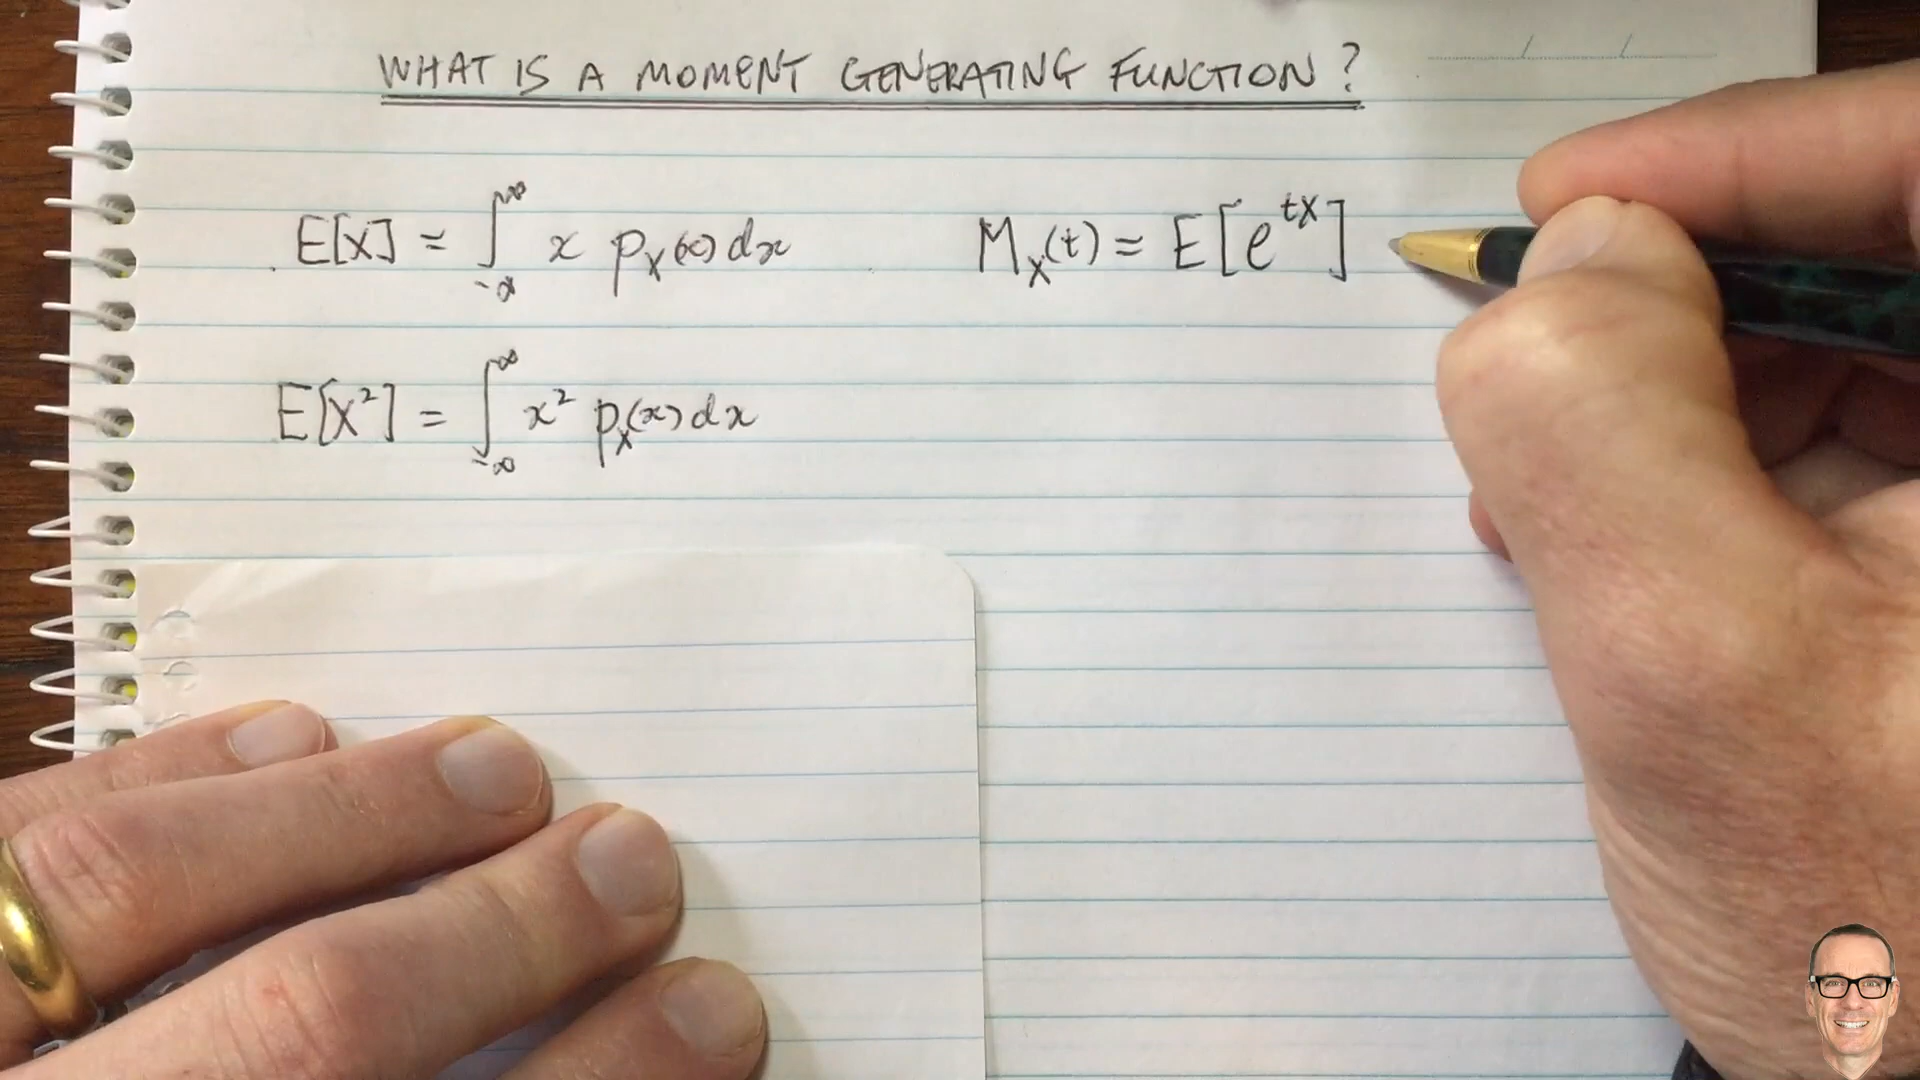 WHAT IS A MOMENT GENERATING FUNCTION?
E[X] = ∫_{-∞}^{∞} x p_X(x) dx
M_X(t) = E[e^{tX}]
E[X²] = ∫_{-∞}^{∞} x² p_X(x) dx